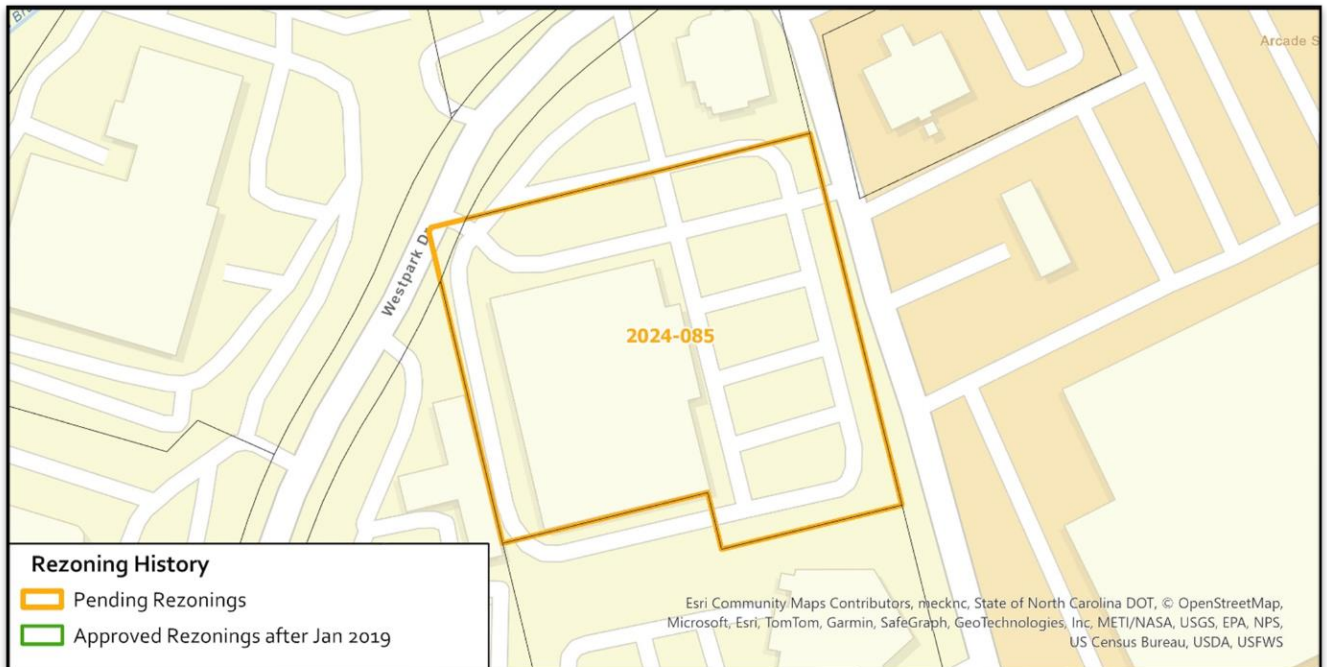 Br
Arcade S
Westpark Dr
2024-085
Rezoning History
Pending Rezonings
Approved Rezonings after Jan 2019
Esri Community Maps Contributors, mecknc, State of North Carolina DOT, © OpenStreetMap,
Microsoft, Esri, TomTom, Garmin, SafeGraph, GeoTechnologies, Inc, METI/NASA, USGS, EPA, NPS,
US Census Bureau, USDA, USFWS